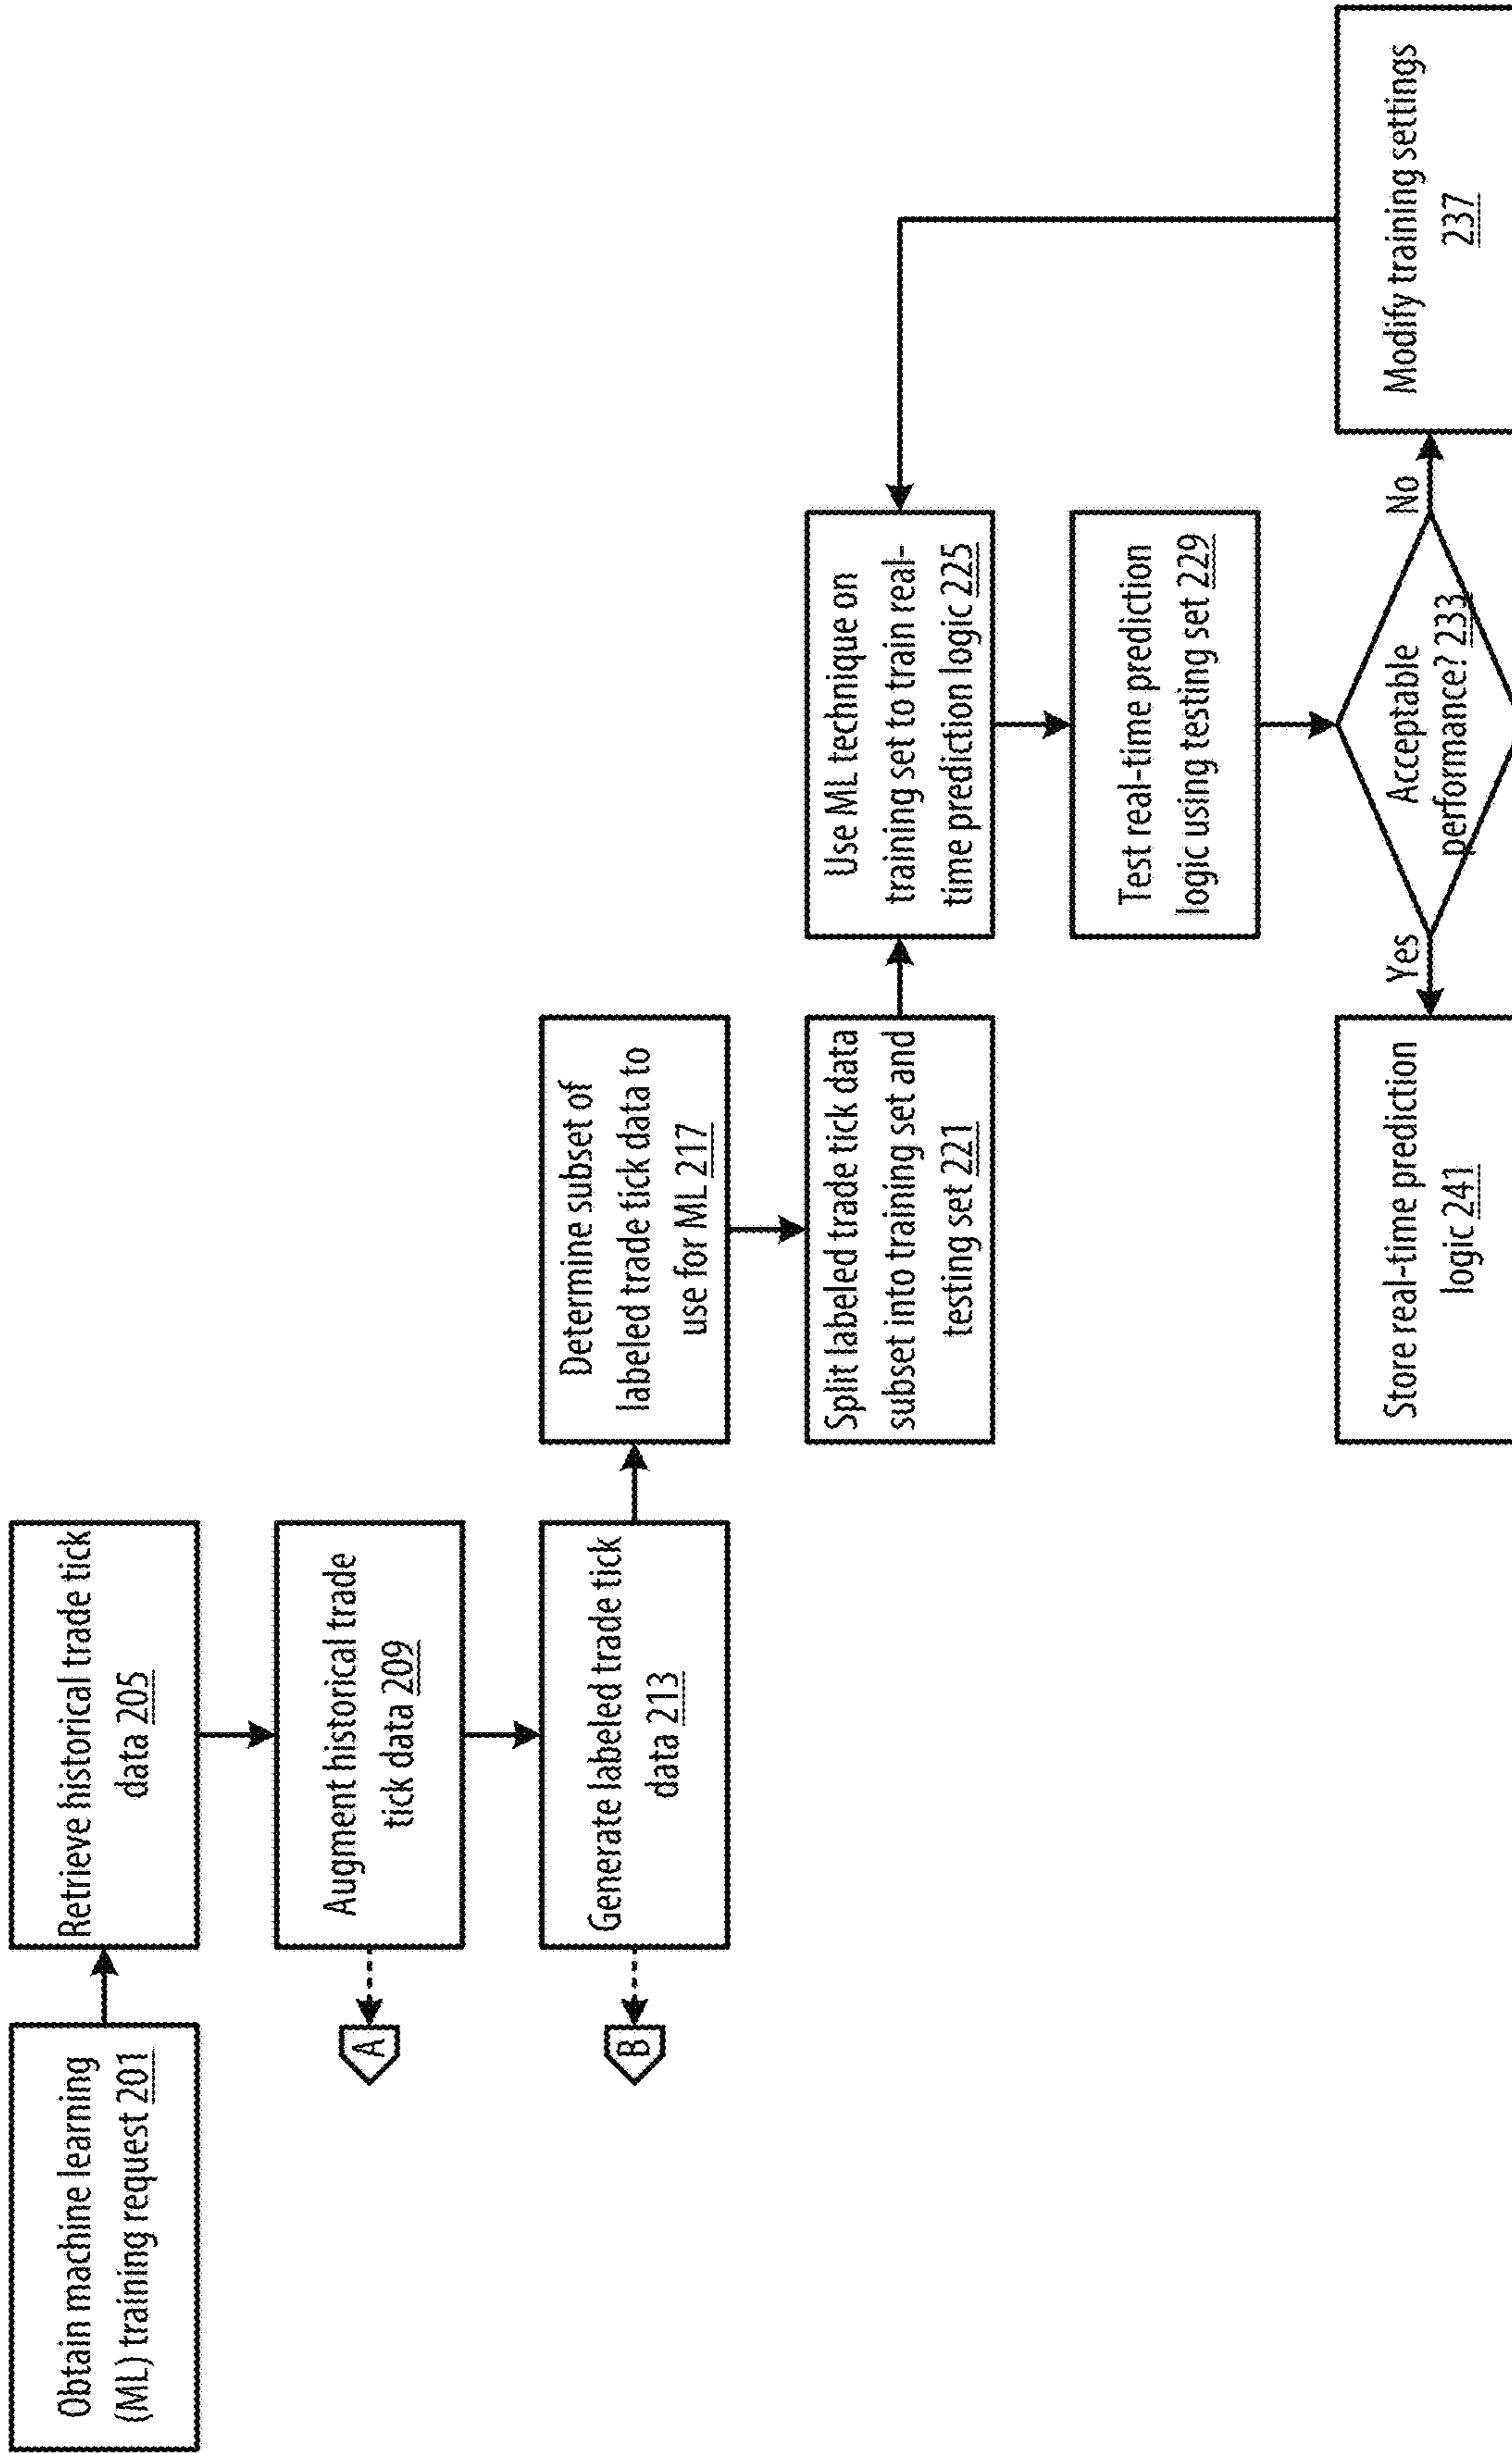 Obtain machine learning
(ML) training request 201
Retrieve historical trade tick
data 205
Augment historical trade
tick data 209
A
Generate labeled trade tick
data 213
B
Determine subset of
labeled trade tick data to
use for ML 217
Split labeled trade tick data
subset into training set and
testing set 221
Use ML technique on
training set to train real-
time prediction logic 225
Test real-time prediction
logic using testing set 229
Acceptable
performance? 233
Yes
No
Store real-time prediction
logic 241
Modify training settings
237